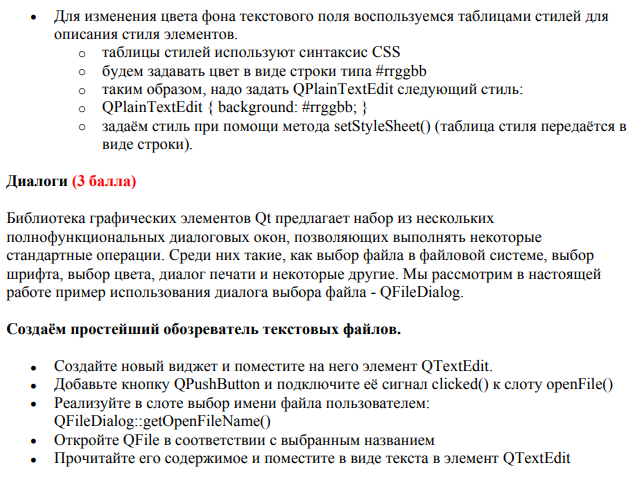 • Для изменения цвета фона текстового поля воспользуемся таблицами стилей для
описания стиля элементов.
o таблицы стилей используют синтаксис CSS
o будем задавать цвет в виде строки типа #rrggbb
o таким образом, надо задать QPlainTextEdit следующий стиль:
o QPlainTextEdit { background: #rrggbb; }
o задаём стиль при помощи метода setStyleSheet() (таблица стиля передаётся в
виде строки).
Диалоги (3 балла)
Библиотека графических элементов Qt предлагает набор из нескольких
полнофункциональных диалоговых окон, позволяющих выполнять некоторые
стандартные операции. Среди них такие, как выбор файла в файловой системе, выбор
шрифта, выбор цвета, диалог печати и некоторые другие. Мы рассмотрим в настоящей
работе пример использования диалога выбора файла - QFileDialog.
Создаём простейший обозреватель текстовых файлов.
• Создайте новый виджет и поместите на него элемент QTextEdit.
• Добавьте кнопку QPushButton и подключите её сигнал clicked() к слоту openFile()
• Реализуйте в слоте выбор имени файла пользователем:
QFileDialog::getOpenFileName()
• Откройте QFile в соответствии с выбранным названием
• Прочитайте его содержимое и поместите в виде текста в элемент QTextEdit